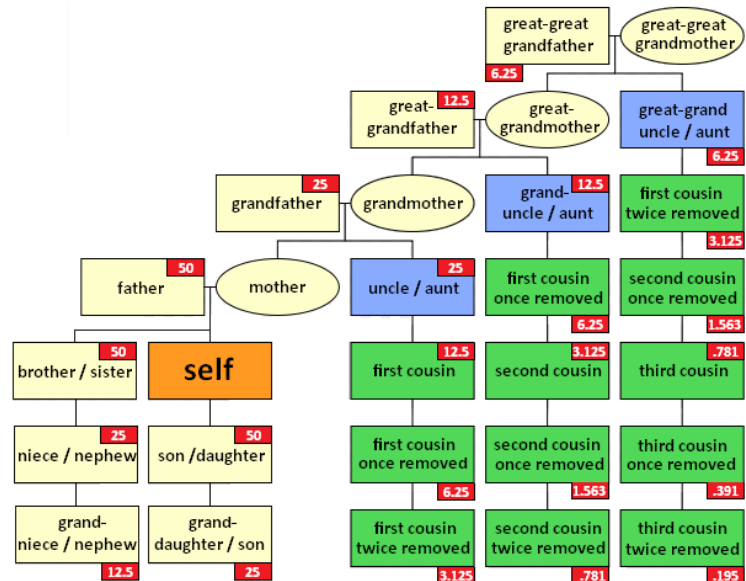 great-great
grandfather
6.25
great-great
grandmother
great-
grandfather
12.5
great-
grandmother
great-grand
uncle / aunt
6.25
grandfather
25
grandmother
grand-
uncle / aunt
12.5
first cousin
twice removed
3.125
father
50
mother
uncle / aunt
25
first cousin
once removed
6.25
second cousin
once removed
1.563
brother / sister
50
self
first cousin
12.5
second cousin
3.125
third cousin
.781
niece / nephew
25
son /daughter
50
first cousin
once removed
6.25
second cousin
once removed
1.563
third cousin
once removed
.391
grand-
niece / nephew
12.5
grand-
daughter / son
25
first cousin
twice removed
3.125
second cousin
twice removed
.781
third cousin
twice removed
.195